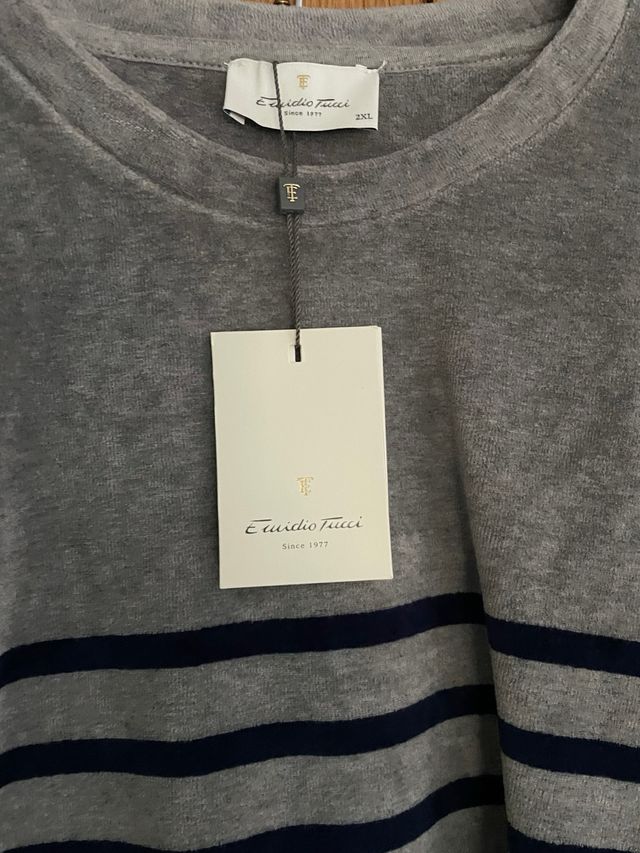 Emidio Tucci
Since 1977
2XL
Emidio Tucci
Since 1977